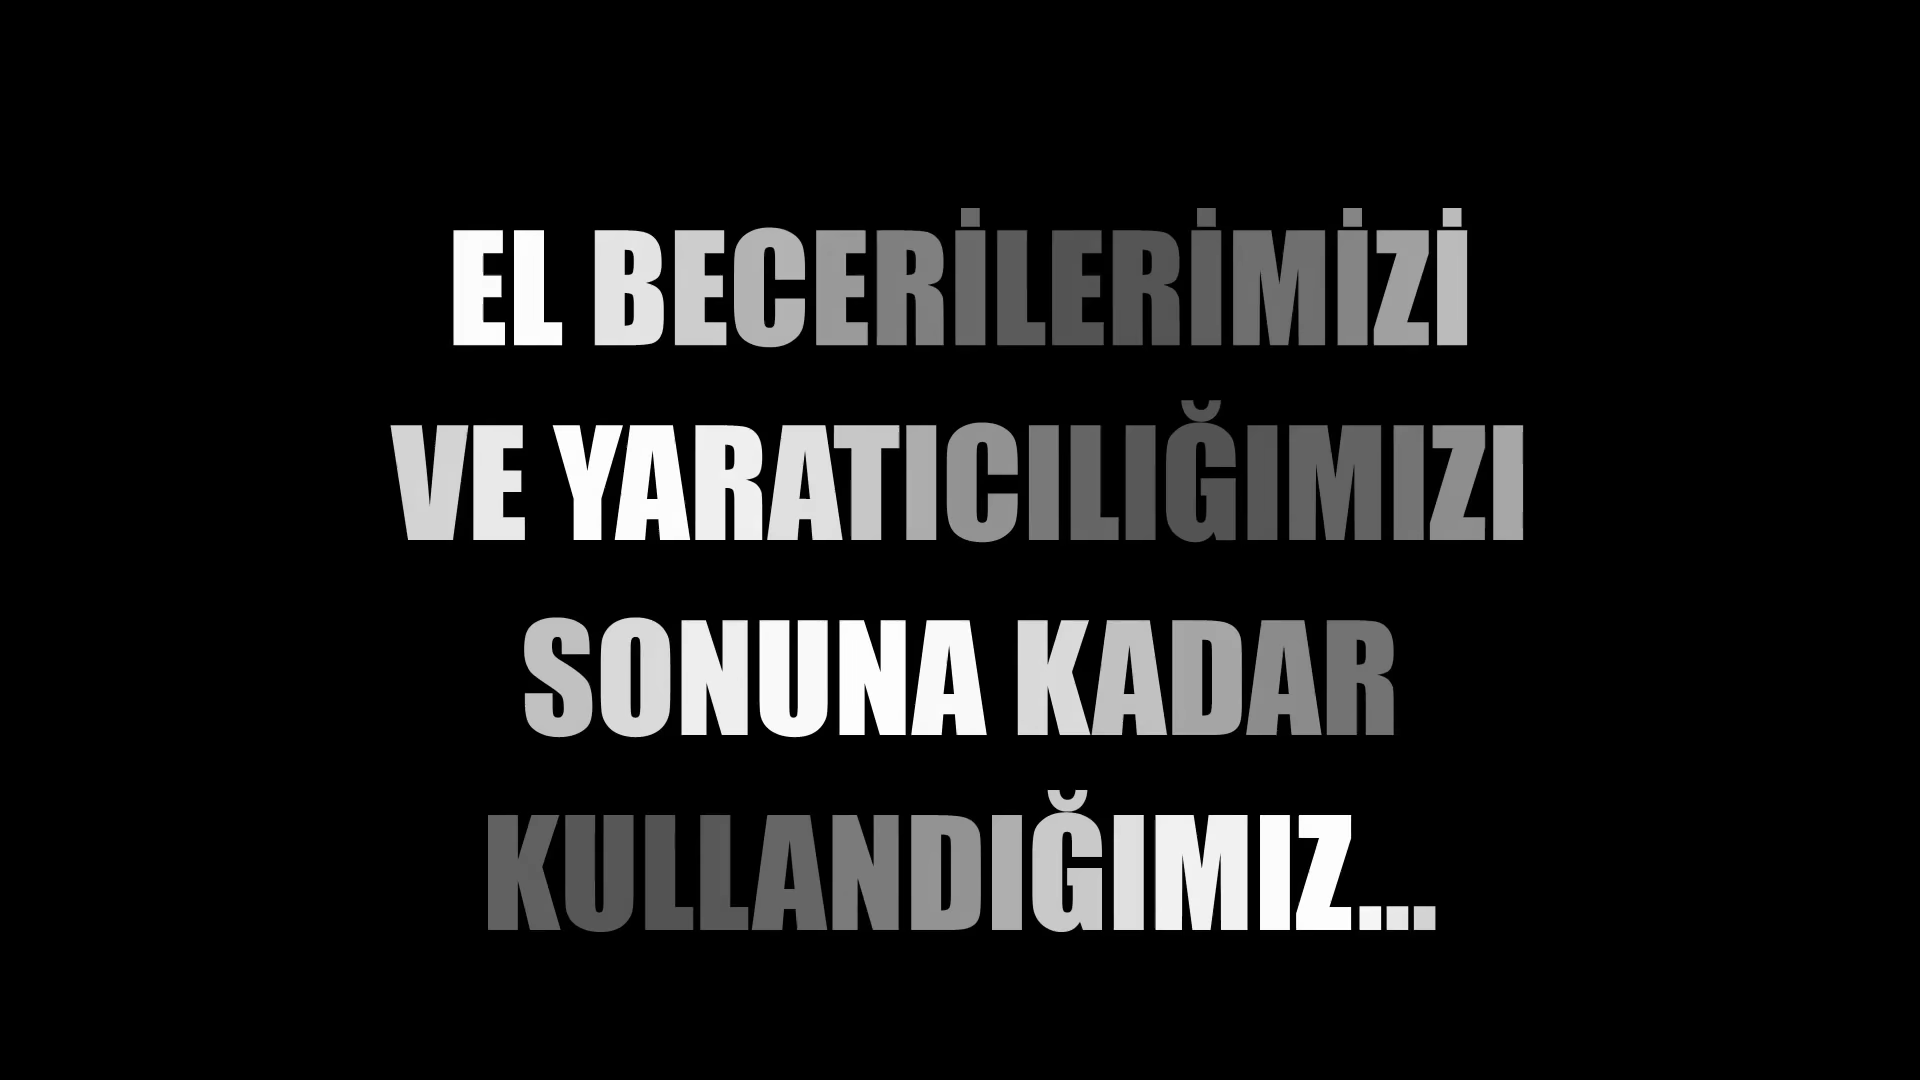 EL BECERİLERİMİZİ
VE YARATICILIĞIMIZI
SONUNA KADAR
KULLANDIĞIMIZ...